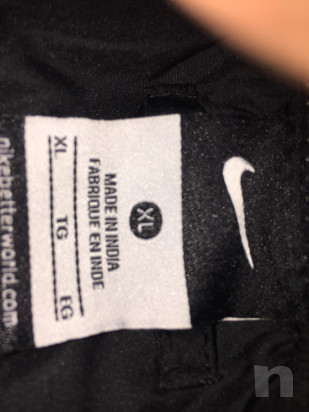 XL
MADE IN INDIA
FABRIQUE EN INDE
XL TG EG
nikebetterworld.com
n